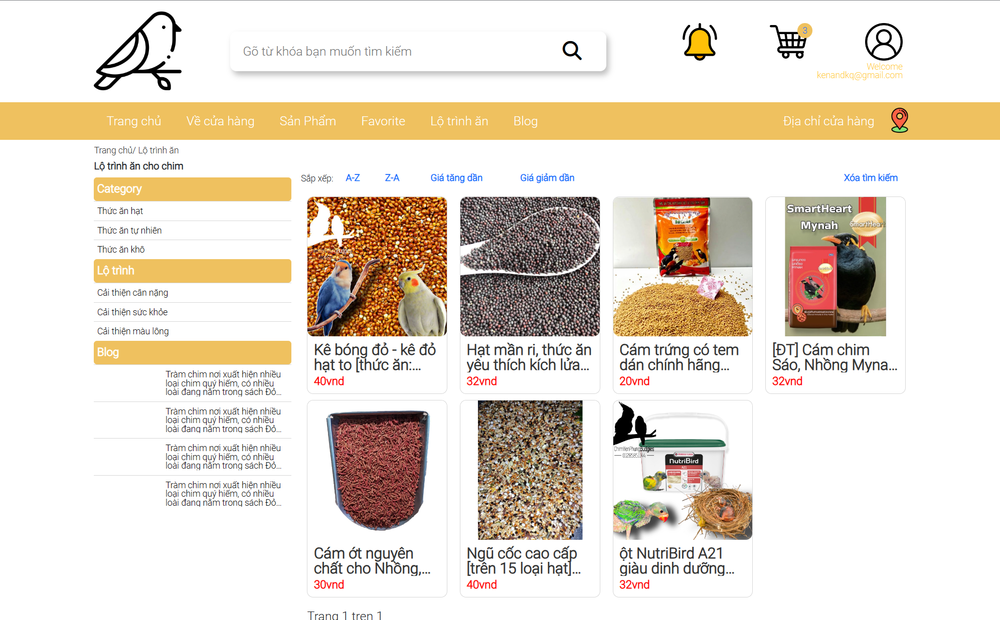 Gõ từ khóa bạn muốn tìm kiếm
3
Welcome
kenandkq@gmail.com
Trang chủ
Về cửa hàng
Sản Phẩm
Favorite
Lộ trình ăn
Blog
Địa chỉ cửa hàng
Trang chủ/ Lộ trình ăn
Lộ trình ăn cho chim
Category
Thức ăn hạt
Thức ăn tự nhiên
Thức ăn khô
Lộ trình
Cải thiện cân nặng
Cải thiện sức khỏe
Cải thiện màu lông
Blog
Tràm chim nơi xuất hiện nhiều
loại chim quý hiếm, có nhiều
loài đang nằm trong sách Đỏ...
Tràm chim nơi xuất hiện nhiều
loại chim quý hiếm, có nhiều
loài đang nằm trong sách Đỏ...
Tràm chim nơi xuất hiện nhiều
loại chim quý hiếm, có nhiều
loài đang nằm trong sách Đỏ...
Tràm chim nơi xuất hiện nhiều
loại chim quý hiếm, có nhiều
loài đang nằm trong sách Đỏ...
Sắp xếp:
A-Z
Z-A
Giá tăng dần
Giá giảm dần
Xóa tìm kiếm
ChimYenPhungBudgies
Kê bóng đỏ - kê đỏ
hạt to [thức ăn:...
40vnd
Hạt mần ri, thức ăn
yêu thích kích lửa...
32vnd
Cám trứng có tem
dán chính hãng...
20vnd
SmartHeart
Mynah
SmartHeart
MYNAH
[ĐT] Cám chim
Sáo, Nhồng Myna...
32vnd
Cám ớt nguyên
chất cho Nhồng,...
30vnd
Ngũ cốc cao cấp
[trên 15 loại hạt]...
40vnd
ChimYenPhungBudgies
VERSELE-LAGA
NutriBird
A21
ột NutriBird A21
giàu dinh dưỡng...
32vnd
Trang 1 tren 1